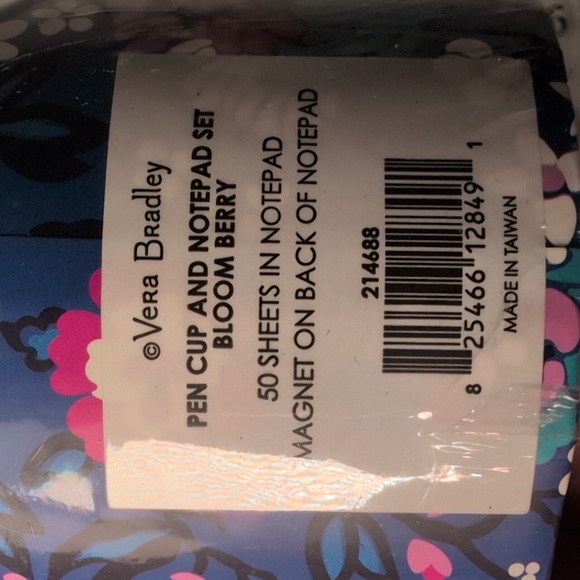 ©Vera Bradley
PEN CUP AND NOTEPAD SET
BLOOM BERRY
50 SHEETS IN NOTEPAD
MAGNET ON BACK OF NOTEPAD
214688
8 25466 12849 1
MADE IN TAIWAN